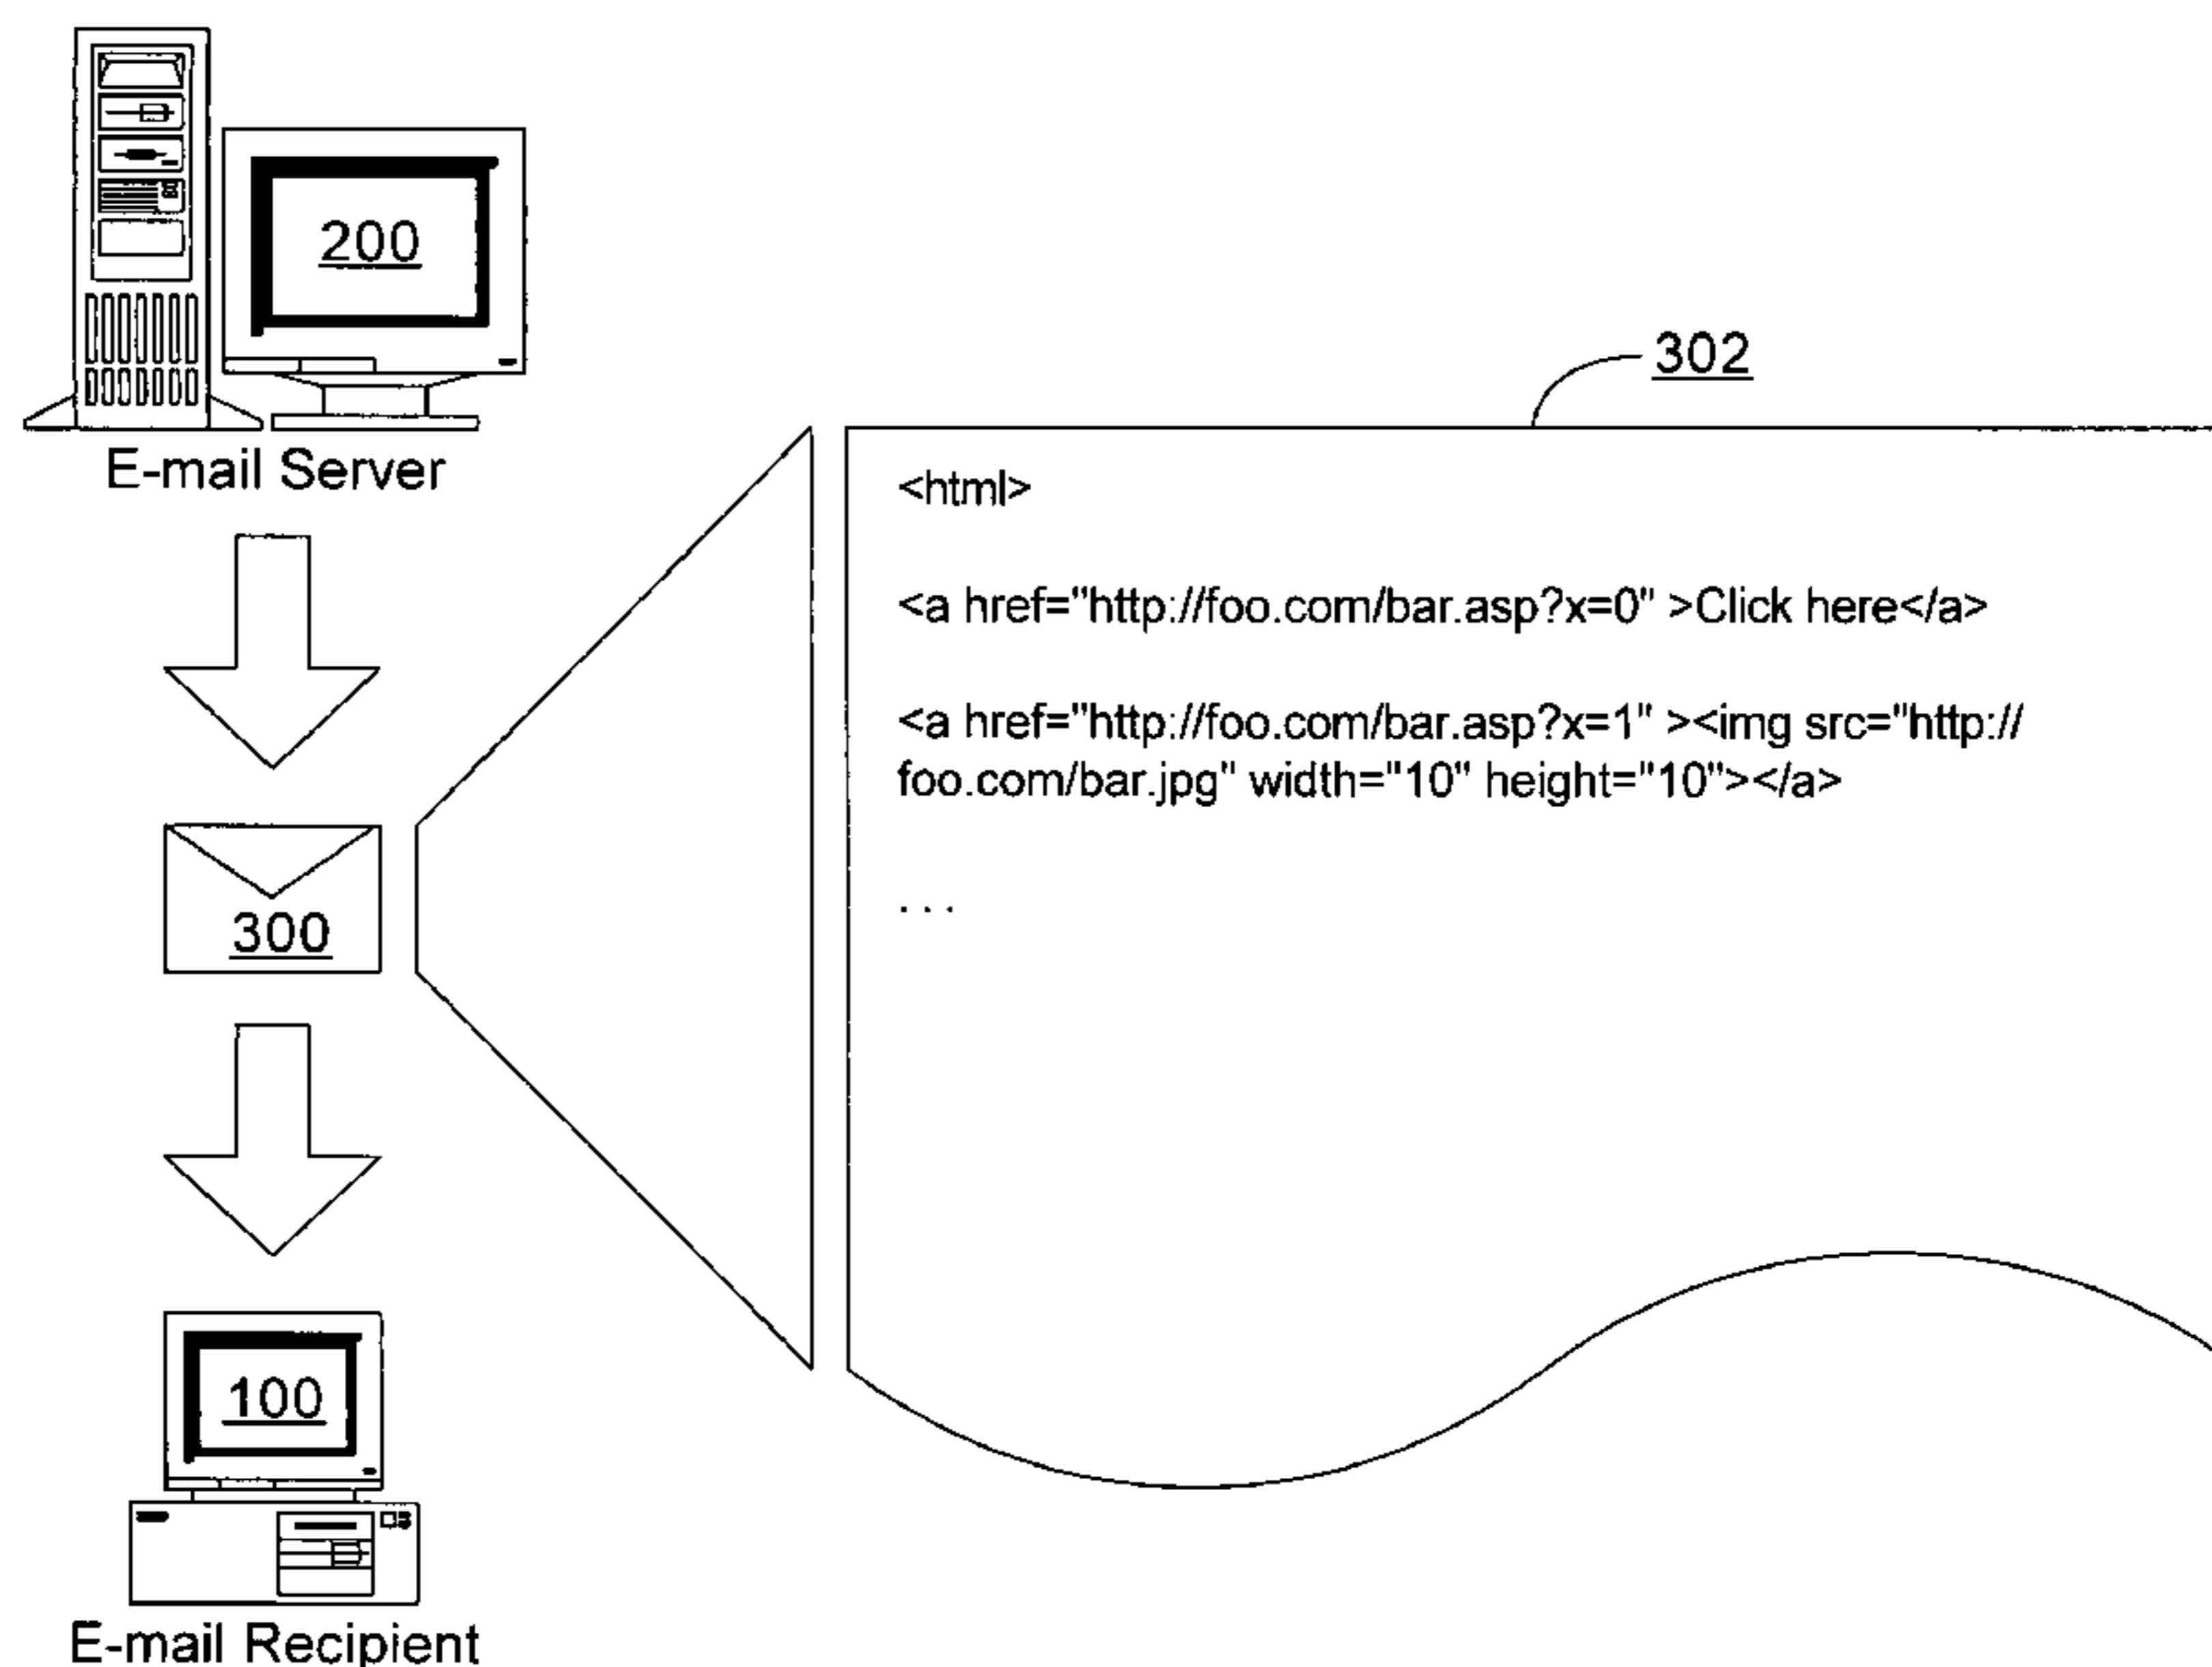 200
E-mail Server
302
<html>
<a href="http://foo.com/bar.asp?x=0" >Click here</a>
<a href="http://foo.com/bar.asp?x=1" ><img src="http://
foo.com/bar.jpg" width="10" height="10"></a>
. . .
300
100
E-mail Recipient